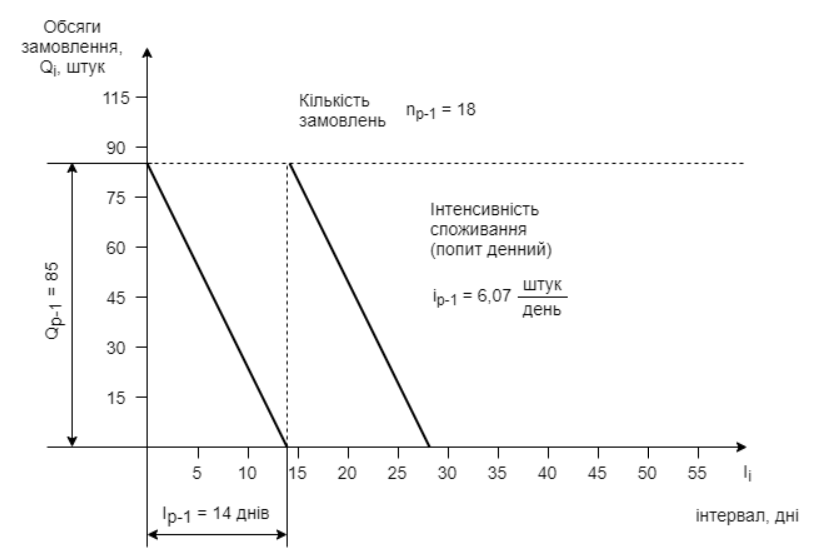 Обсяги
замовлення,
Qi, штук
115
90
75
60
45
30
15
Qp-1 = 85
Кількість
замовлень
np-1 = 18
Інтенсивність
споживання
(попит денний)
ip-1 = 6,07 штук
день
5 10 15 20 25 30 35 40 45 50 55 Ii
Ip-1 = 14 днів
інтервал, дні